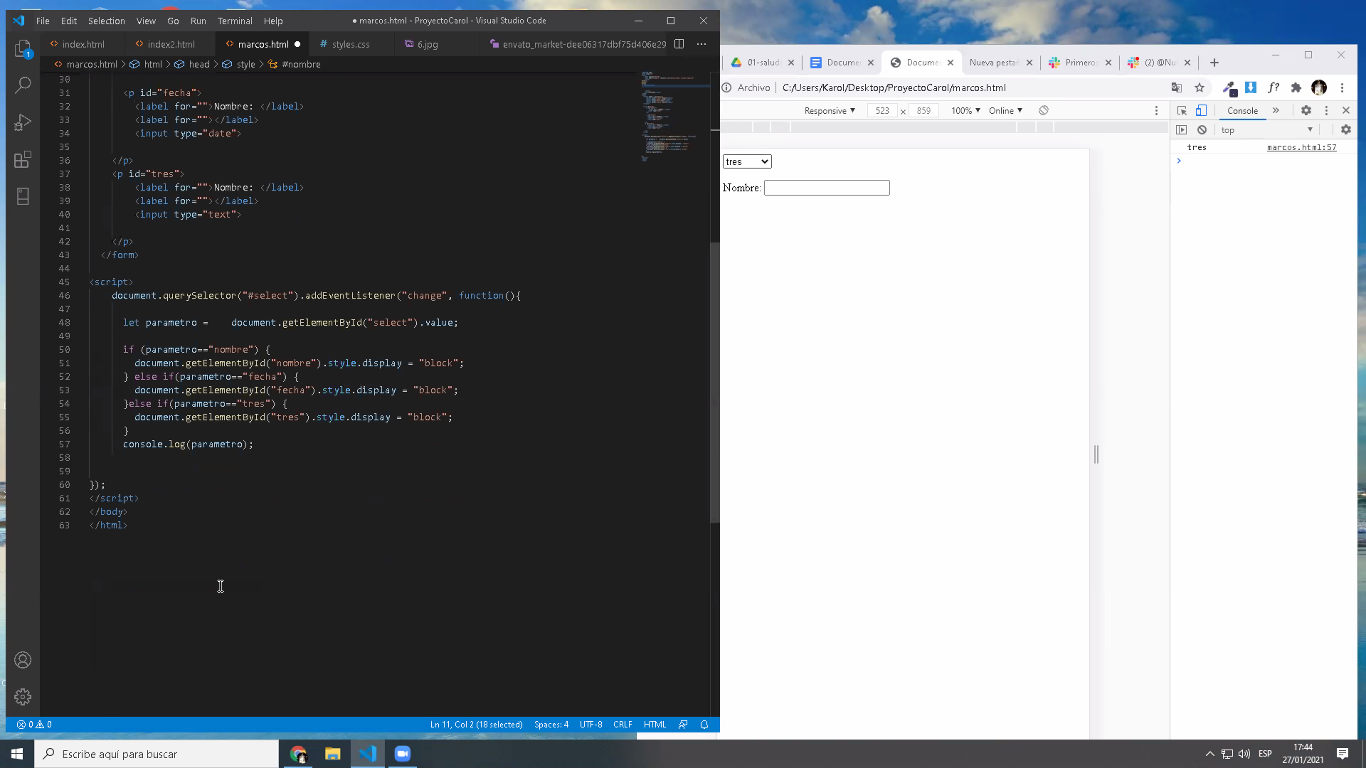 File Edit Selection View Go Run Terminal Help
● marcos.html - ProyectoCarol - Visual Studio Code
index.html index2.html marcos.html ● styles.css 6.jpg envato_market-dee06317dbf75d406e29
marcos.html > html > head > style > #nombre
30
31 <p id="fecha">
32 <label for="">Nombre: </label>
33 <label for=""></label>
34 <input type="date">
35
36 </p>
37 <p id="tres">
38 <label for="">Nombre: </label>
39 <label for=""></label>
40 <input type="text">
41
42 </p>
43 </form>
44
45 <script>
46 document.querySelector("#select").addEventListener("change", function(){
47
48 let parametro = document.getElementById("select").value;
49
50 if (parametro=="nombre") {
51 document.getElementById("nombre").style.display = "block";
52 } else if(parametro=="fecha") {
53 document.getElementById("fecha").style.display = "block";
54 }else if(parametro=="tres") {
55 document.getElementById("tres").style.display = "block";
56 }
57 console.log(parametro);
58
59
60 });
61 </script>
62 </body>
63 </html>
0 0 Ln 11, Col 2 (18 selected) Spaces: 4 UTF-8 CRLF HTML
01-salud Docume Docume Nueva pesta Primero (2) @Nu
Archivo C:/Users/Karol/Desktop/ProyectoCarol/marcos.html
Responsive 523 x 859 100% Online
Console
top
tres marcos.html:57
tres
Nombre:
Escribe aquí para buscar
ESP
17:44
27/01/2021